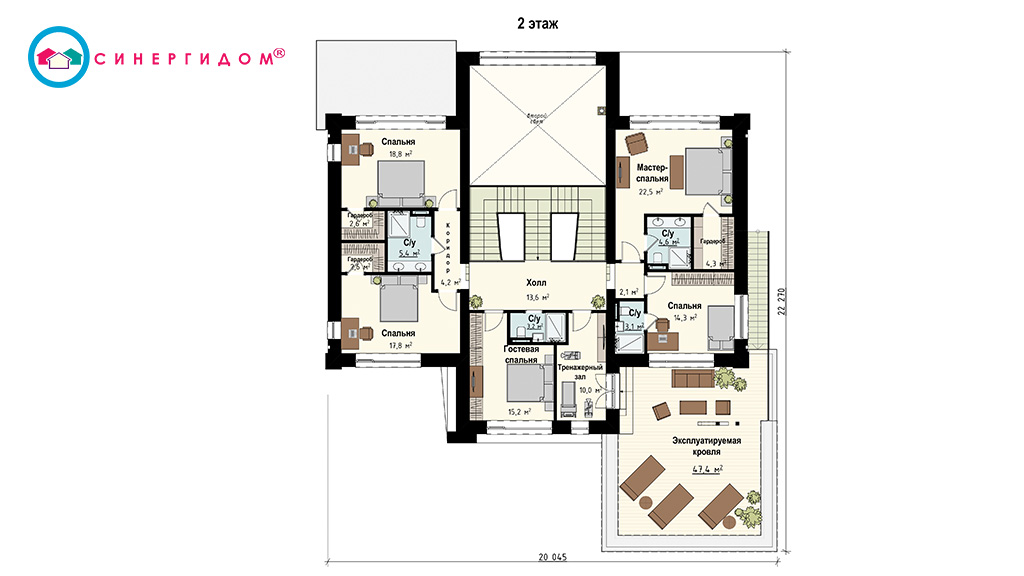 2 этаж
СИНЕРГИДОМ®
Второй
свет
Спальня
18,8 м²
Мастер-
спальня
22,5 м²
Гардероб
2,6 м²
С/у
5,4 м²
Коридор
4,2 м²
С/у
4,6 м²
Гардероб
4,3 м²
Гардероб
2,6 м²
Холл
13,6 м²
2,1 м²
Спальня
14,3 м²
Спальня
17,8 м²
С/у
3,2 м²
С/у
3,1 м²
Гостевая
спальня
15,2 м²
Тренажерный
зал
10,0 м²
Эксплуатируемая
кровля
47,4 м²
22 270
20 045